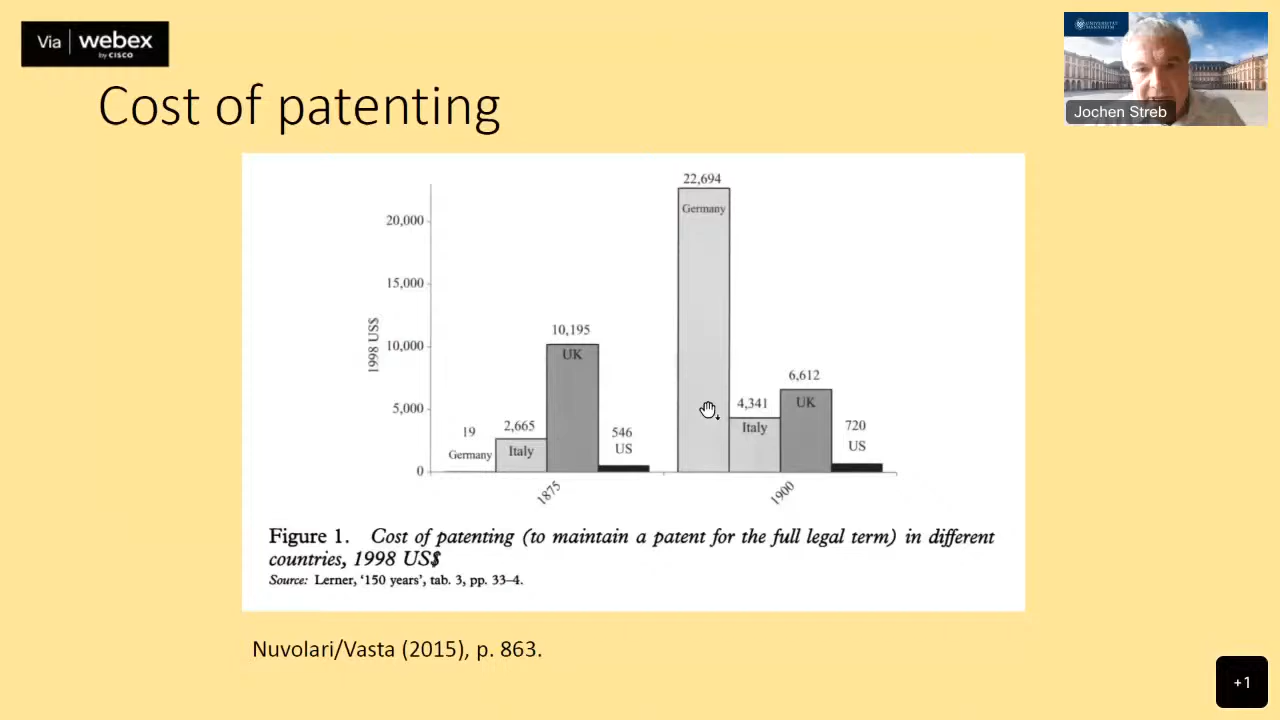 Via webex
by CISCO
UNIVERSITÄT
MANNHEIM
Jochen Streb
Cost of patenting
22,694
Germany
20,000
15,000
10,195
UK
10,000
1998 US$
6,612
UK
5,000
4,341
Italy
19
Germany
2,665
Italy
546
US
720
US
0
1875
1900
Figure 1. Cost of patenting (to maintain a patent for the full legal term) in different
countries, 1998 US$
Source: Lerner, '150 years', tab. 3, pp. 33–4.
Nuvolari/Vasta (2015), p. 863.
+1